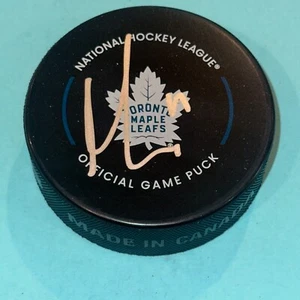 NATIONAL HOCKEY LEAGUE®
TORONTO
MAPLE
LEAFS
OFFICIAL GAME PUCK
MADE IN CANADA